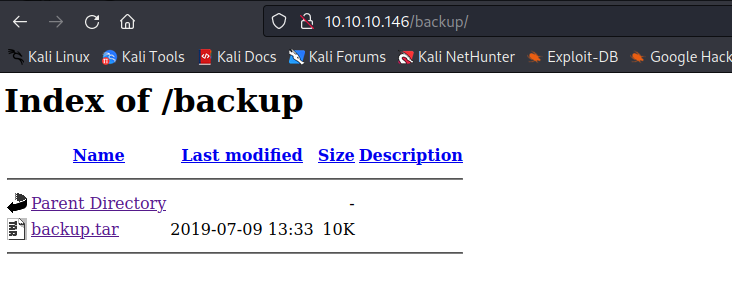 10.10.10.146/backup/
Kali Linux Kali Tools Kali Docs Kali Forums Kali NetHunter Exploit-DB Google Hack
Index of /backup
Name Last modified Size Description
Parent Directory -
TAR backup.tar 2019-07-09 13:33 10K